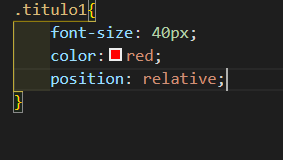 .titulo1{
font-size: 40px;
color: red;
position: relative;
}